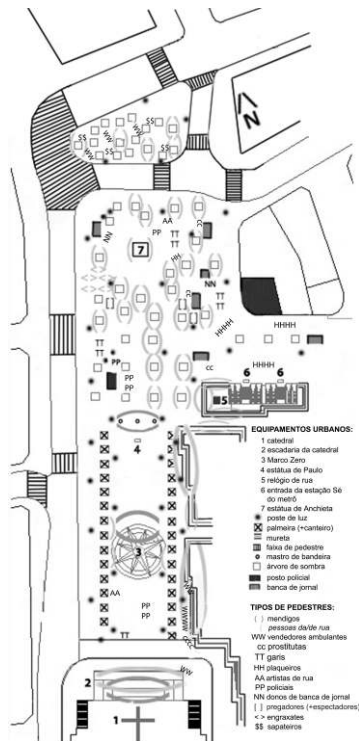 N
$$
WW
$$
WW
$$
WW
$$
AA
PP
CC
NN
TT
TT
7
HH
NN
CC
TT
TT
[ ]
[ ]
HHHH
HHHH
TT
TT
PP
PP
PP
CC
HHHH
6
6
5
4
3
AA
PP
PP
TT
WWWW
CCC
2
WW
1
EQUIPAMENTOS URBANOS:
1 catedral
2 escadaria da catedral
3 Marco Zero
4 estátua de Paulo
5 relógio de rua
6 entrada da estação Sé
do metrô
7 estátua de Anchieta
poste de luz
palmeira (+canteiro)
mureta
faixa de pedestre
mastro de bandeira
árvore de sombra
posto policial
banca de jornal
TIPOS DE PEDESTRES:
( ) mendigos
pessoas da/de rua
WW vendedores ambulantes
cc prostitutas
TT garis
HH plaqueiros
AA artistas de rua
PP policiais
NN donos de banca de jornal
[ ] pregadores (+espectadores)
< > engraxates
$$ sapateiros